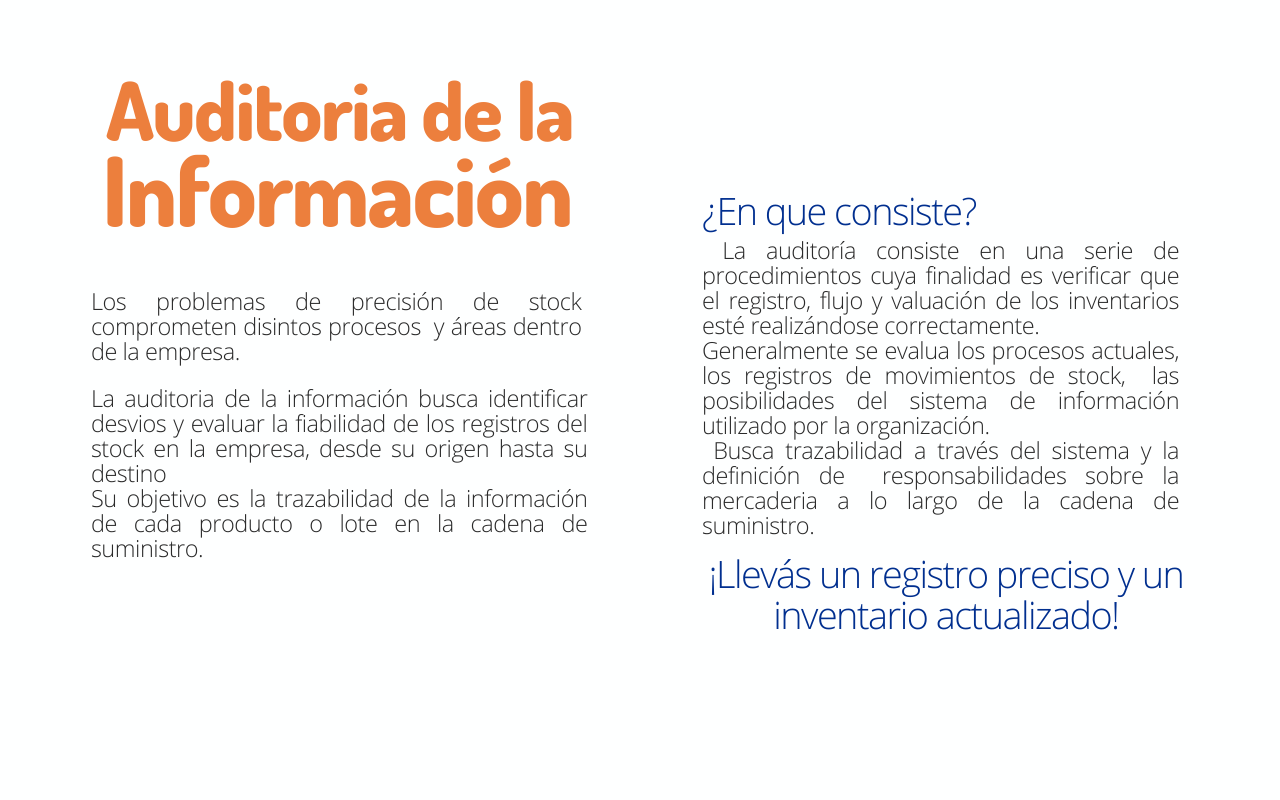 Auditoria de la
Información
Los problemas de precisión de stock
comprometen disintos procesos y áreas dentro
de la empresa.
La auditoria de la información busca identificar
desvios y evaluar la fiabilidad de los registros del
stock en la empresa, desde su origen hasta su
destino
Su objetivo es la trazabilidad de la información
de cada producto o lote en la cadena de
suministro.
¿En que consiste?
La auditoría consiste en una serie de
procedimientos cuya finalidad es verificar que
el registro, flujo y valuación de los inventarios
esté realizándose correctamente.
Generalmente se evalua los procesos actuales,
los registros de movimientos de stock, las
posibilidades del sistema de información
utilizado por la organización.
Busca trazabilidad a través del sistema y la
definición de responsabilidades sobre la
mercaderia a lo largo de la cadena de
suministro.
¡Llevás un registro preciso y un
inventario actualizado!